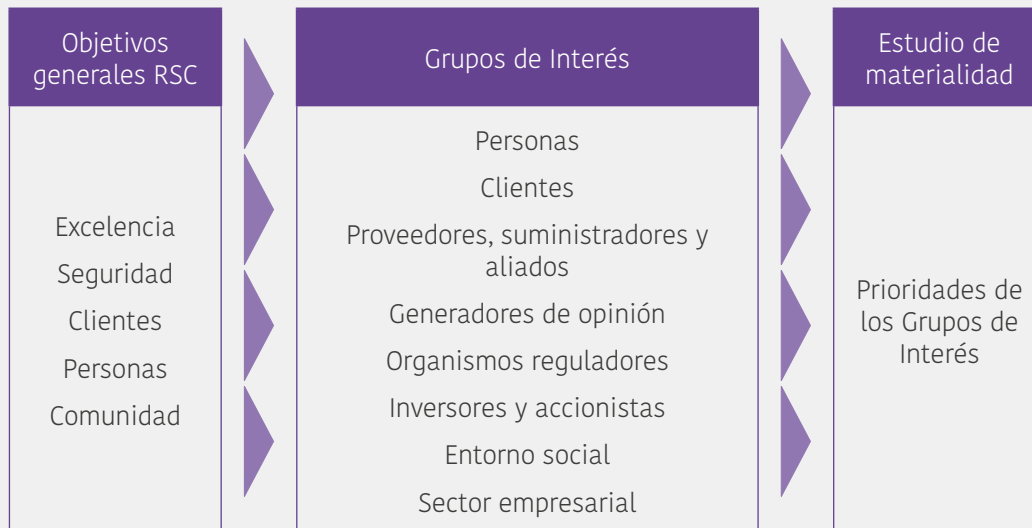 Objetivos
generales RSC
Excelencia
Seguridad
Clientes
Personas
Comunidad
Grupos de Interés
Personas
Clientes
Proveedores, suministradores y
aliados
Generadores de opinión
Organismos reguladores
Inversores y accionistas
Entorno social
Sector empresarial
Estudio de
materialidad
Prioridades de
los Grupos de
Interés